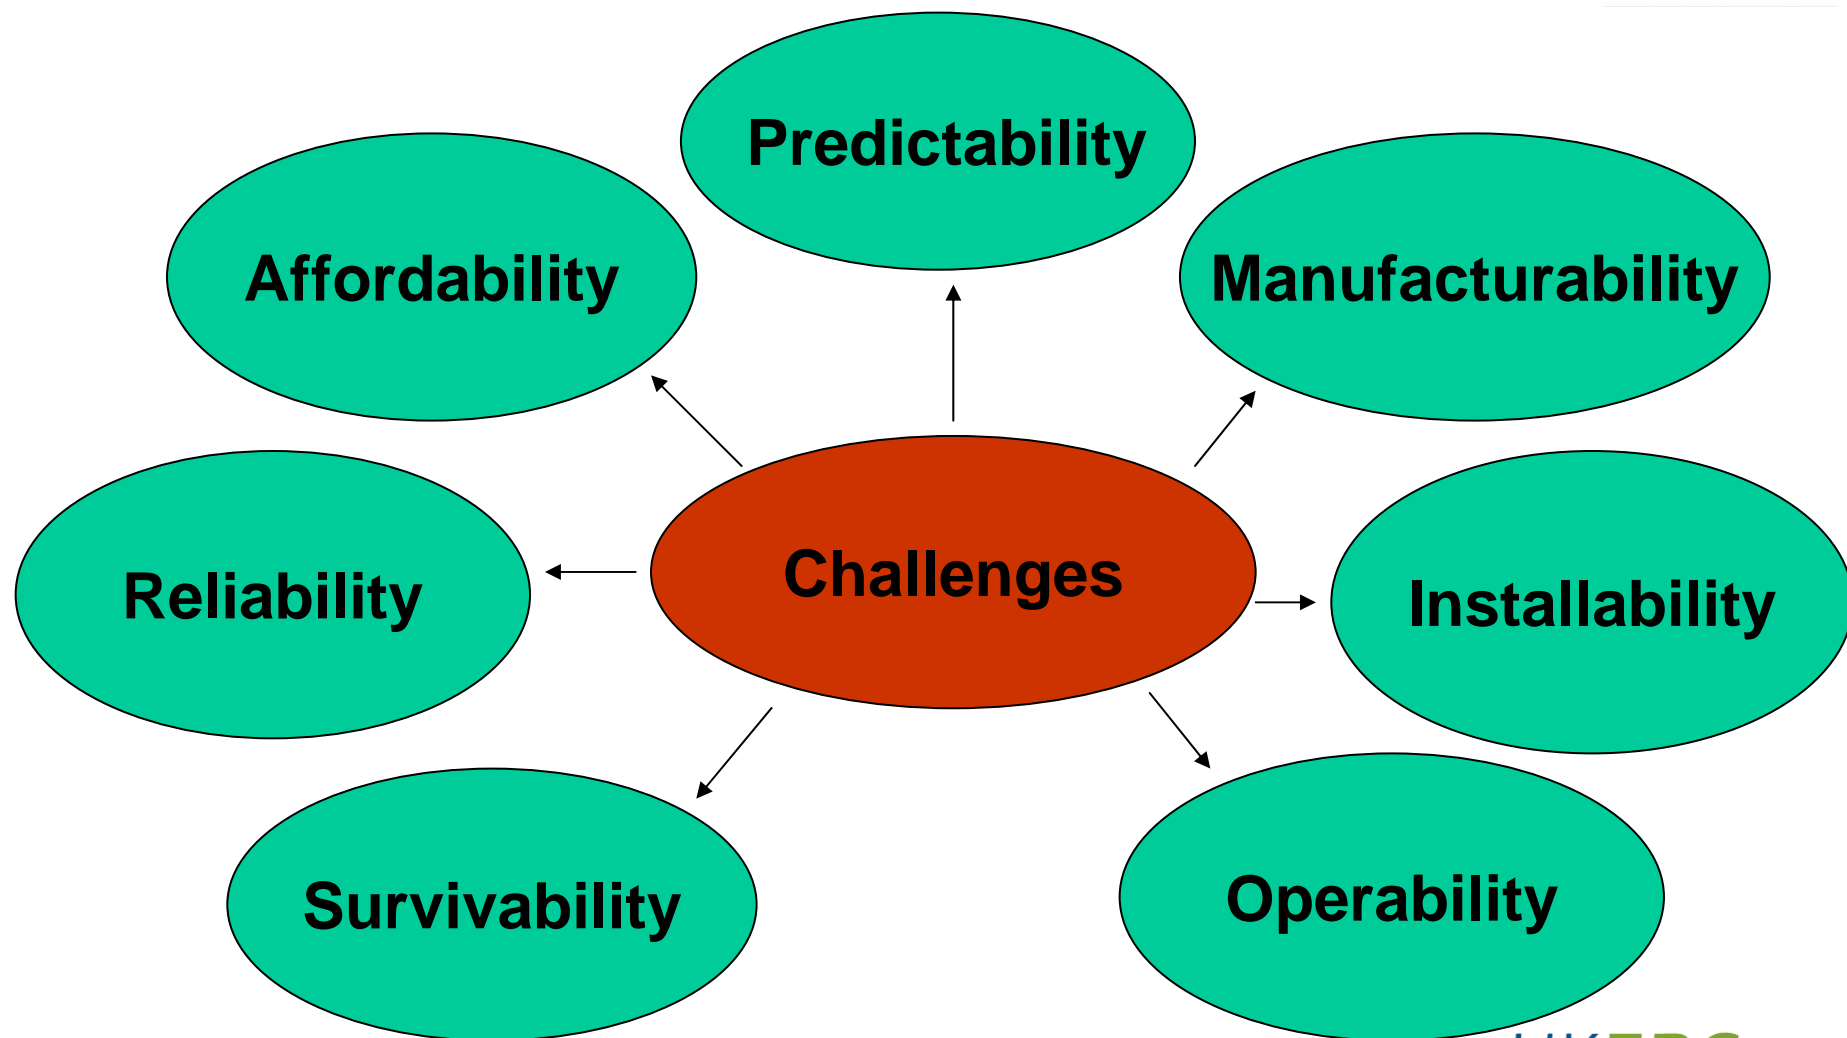 Predictability
Affordability
Manufacturability
Challenges
Reliability
Installability
Survivability
Operability